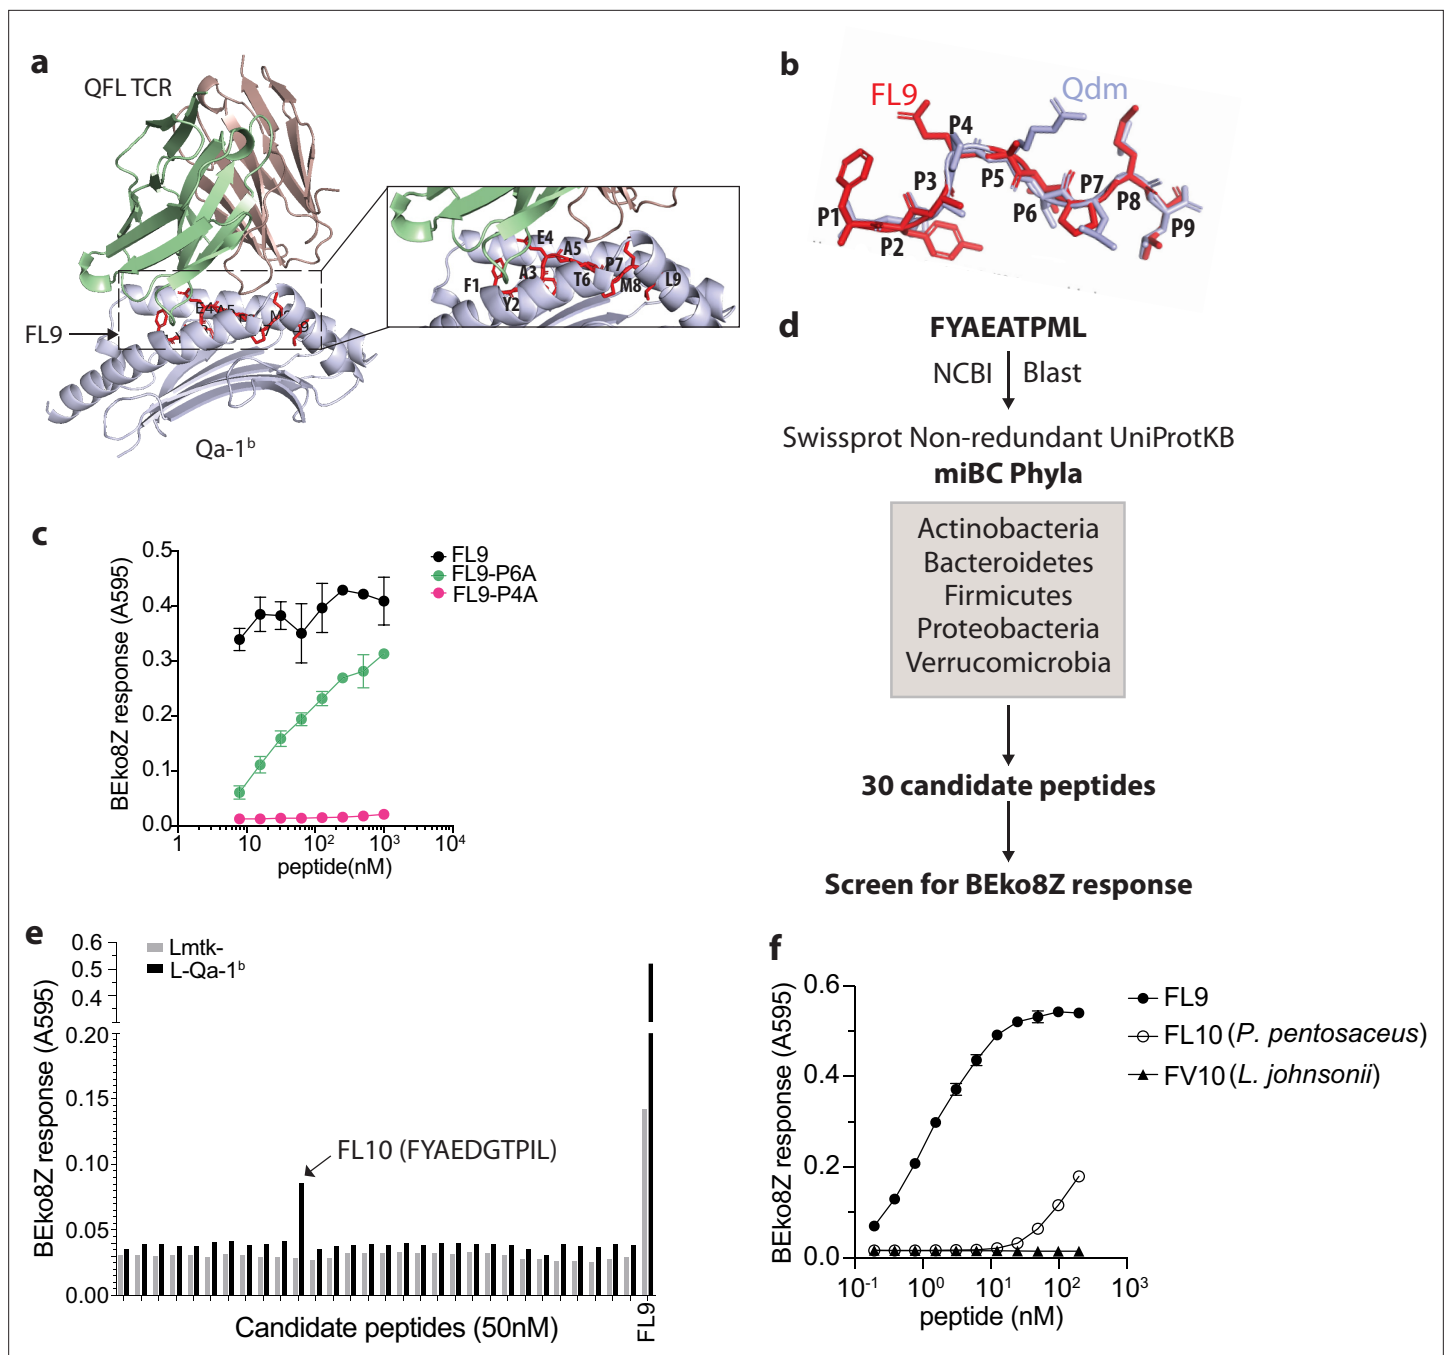 a
QFL TCR
FL9
Qa-1ᵇ
E4
A5
A3
P7
F1
T6
L9
Y2
M8
b
FL9
Qdm
P4
P3
P5
P7
P1
P6
P8
P2
P9
c
BEko8Z response (A595)
0.5
0.4
0.3
0.2
0.1
0.0
1
10
10²
10³
10⁴
peptide(nM)
FL9
FL9-P6A
FL9-P4A
d
FYAEATPML
NCBI Blast
Swissprot Non-redundant UniProtKB
miBC Phyla
Actinobacteria
Bacteroidetes
Firmicutes
Proteobacteria
Verrucomicrobia
30 candidate peptides
Screen for BEko8Z response
e
Lmtk-
L-Qa-1ᵇ
BEko8Z response (A595)
0.6
0.5
0.4
0.20
0.15
0.10
0.05
0.00
FL10 (FYAEDGTPIL)
Candidate peptides (50nM)
FL9
f
BEko8Z response (A595)
0.6
0.4
0.2
0.0
10⁻¹
10⁰
10¹
10²
10³
peptide (nM)
FL9
FL10 (P. pentosaceus)
FV10 (L. johnsonii)